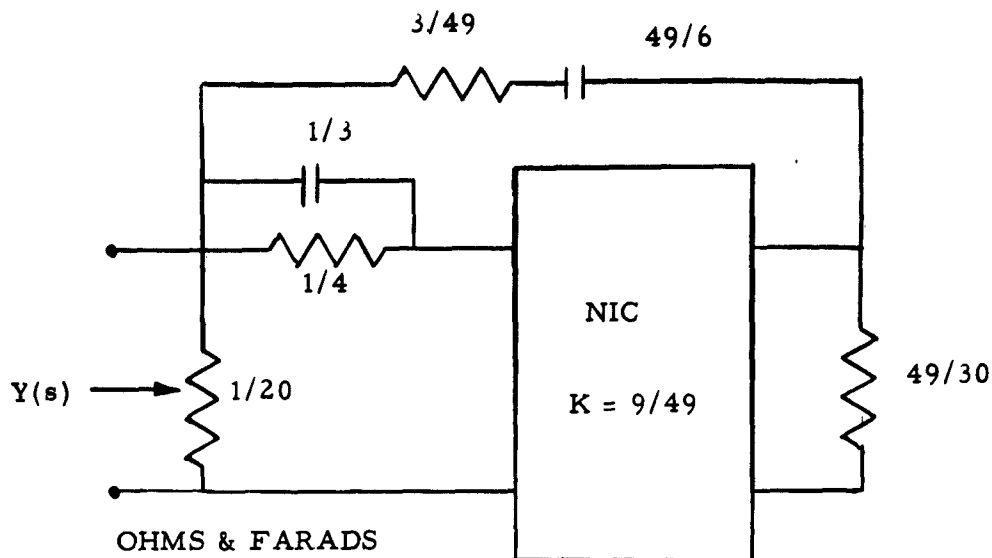 3/49
49/6
1/3
1/4
NIC
Y(s)
1/20
K = 9/49
49/30
OHMS & FARADS